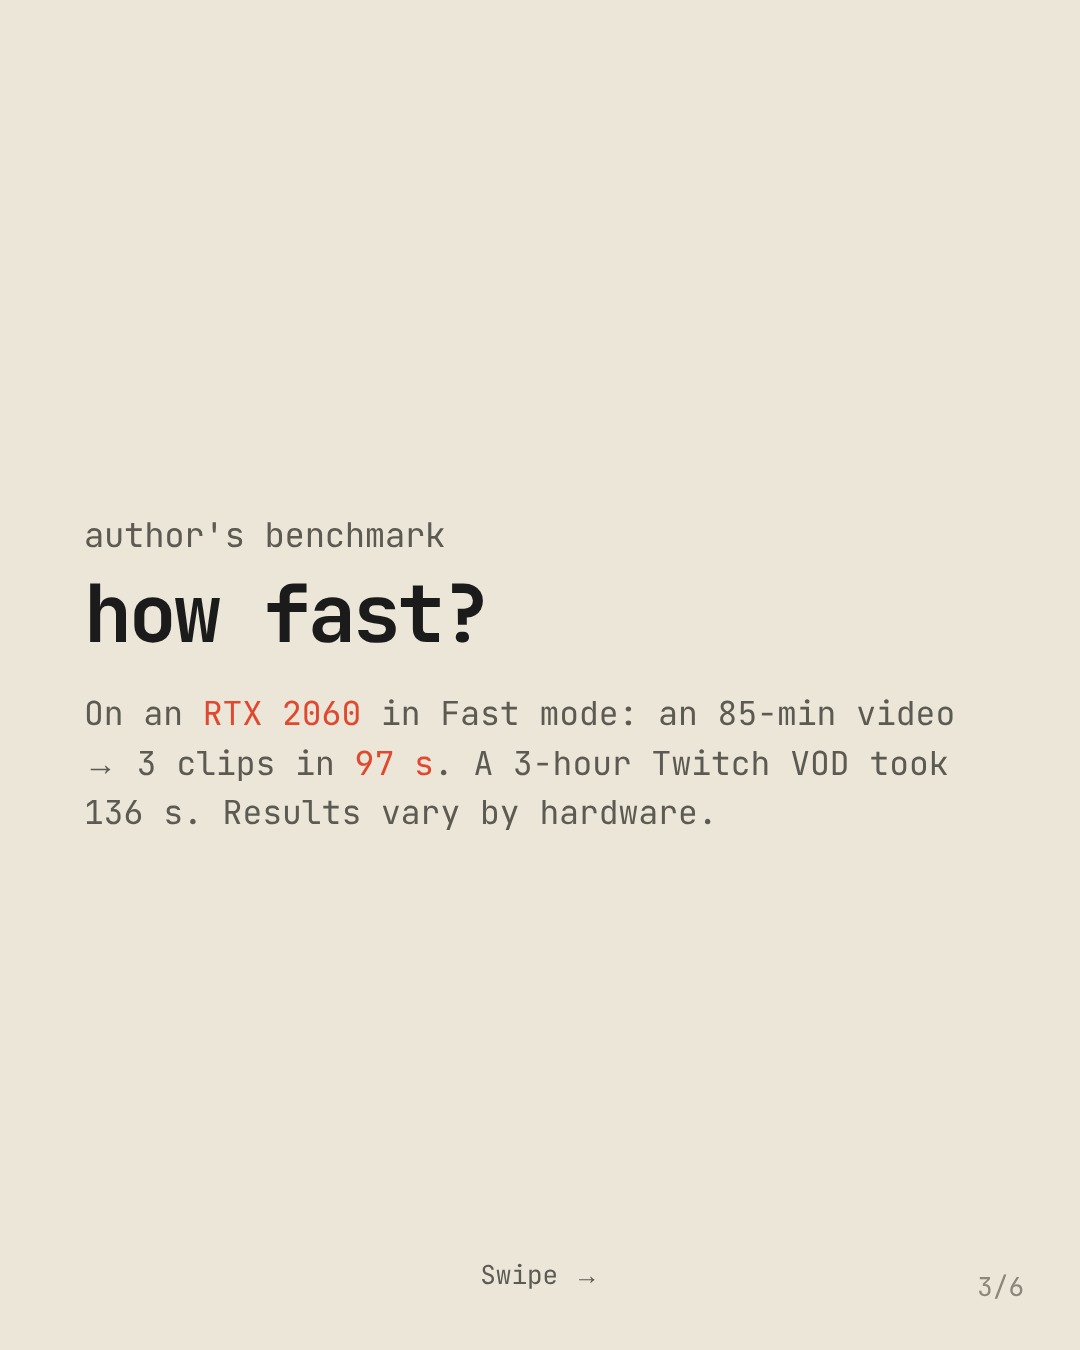 author's benchmark
how fast?
On an RTX 2060 in Fast mode: an 85-min video
→ 3 clips in 97 s. A 3-hour Twitch VOD took
136 s. Results vary by hardware.
Swipe →
3/6